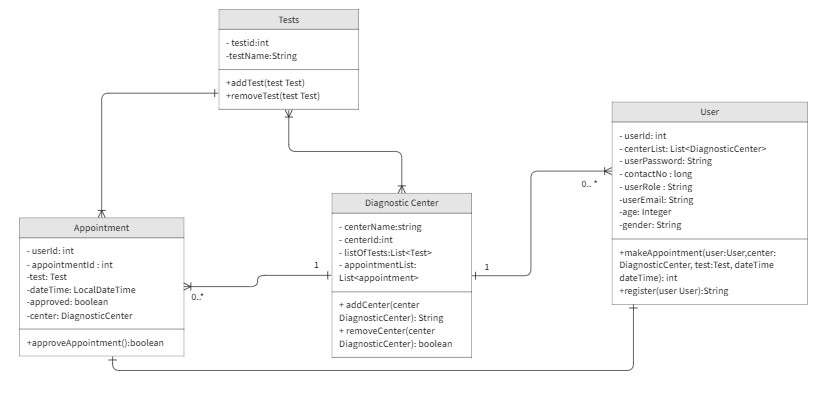 Tests
- testid:int
-testName:String
+addTest(test Test)
+removeTest(test Test)
User
- userId: int
- centerList: List<DiagnosticCenter>
- userPassword: String
- contactNo : long
- userRole : String
-userEmail: String
-age: Integer
-gender: String
+makeAppointment(user:User,center:
DiagnosticCenter, test:Test, dateTime
dateTime): int
+register(user User):String
0.. *
Diagnostic Center
- centerName:string
- centerId:int
- listOfTests:List<Test>
- appointmentList:
List<appointment>
+ addCenter(center
DiagnosticCenter): String
+ removeCenter(center
DiagnosticCenter): boolean
1
1
Appointment
- userId: int
- appointmentId : int
-test: Test
-dateTime: LocalDateTime
-approved: boolean
-center: DiagnosticCenter
+approveAppointment():boolean
0..*